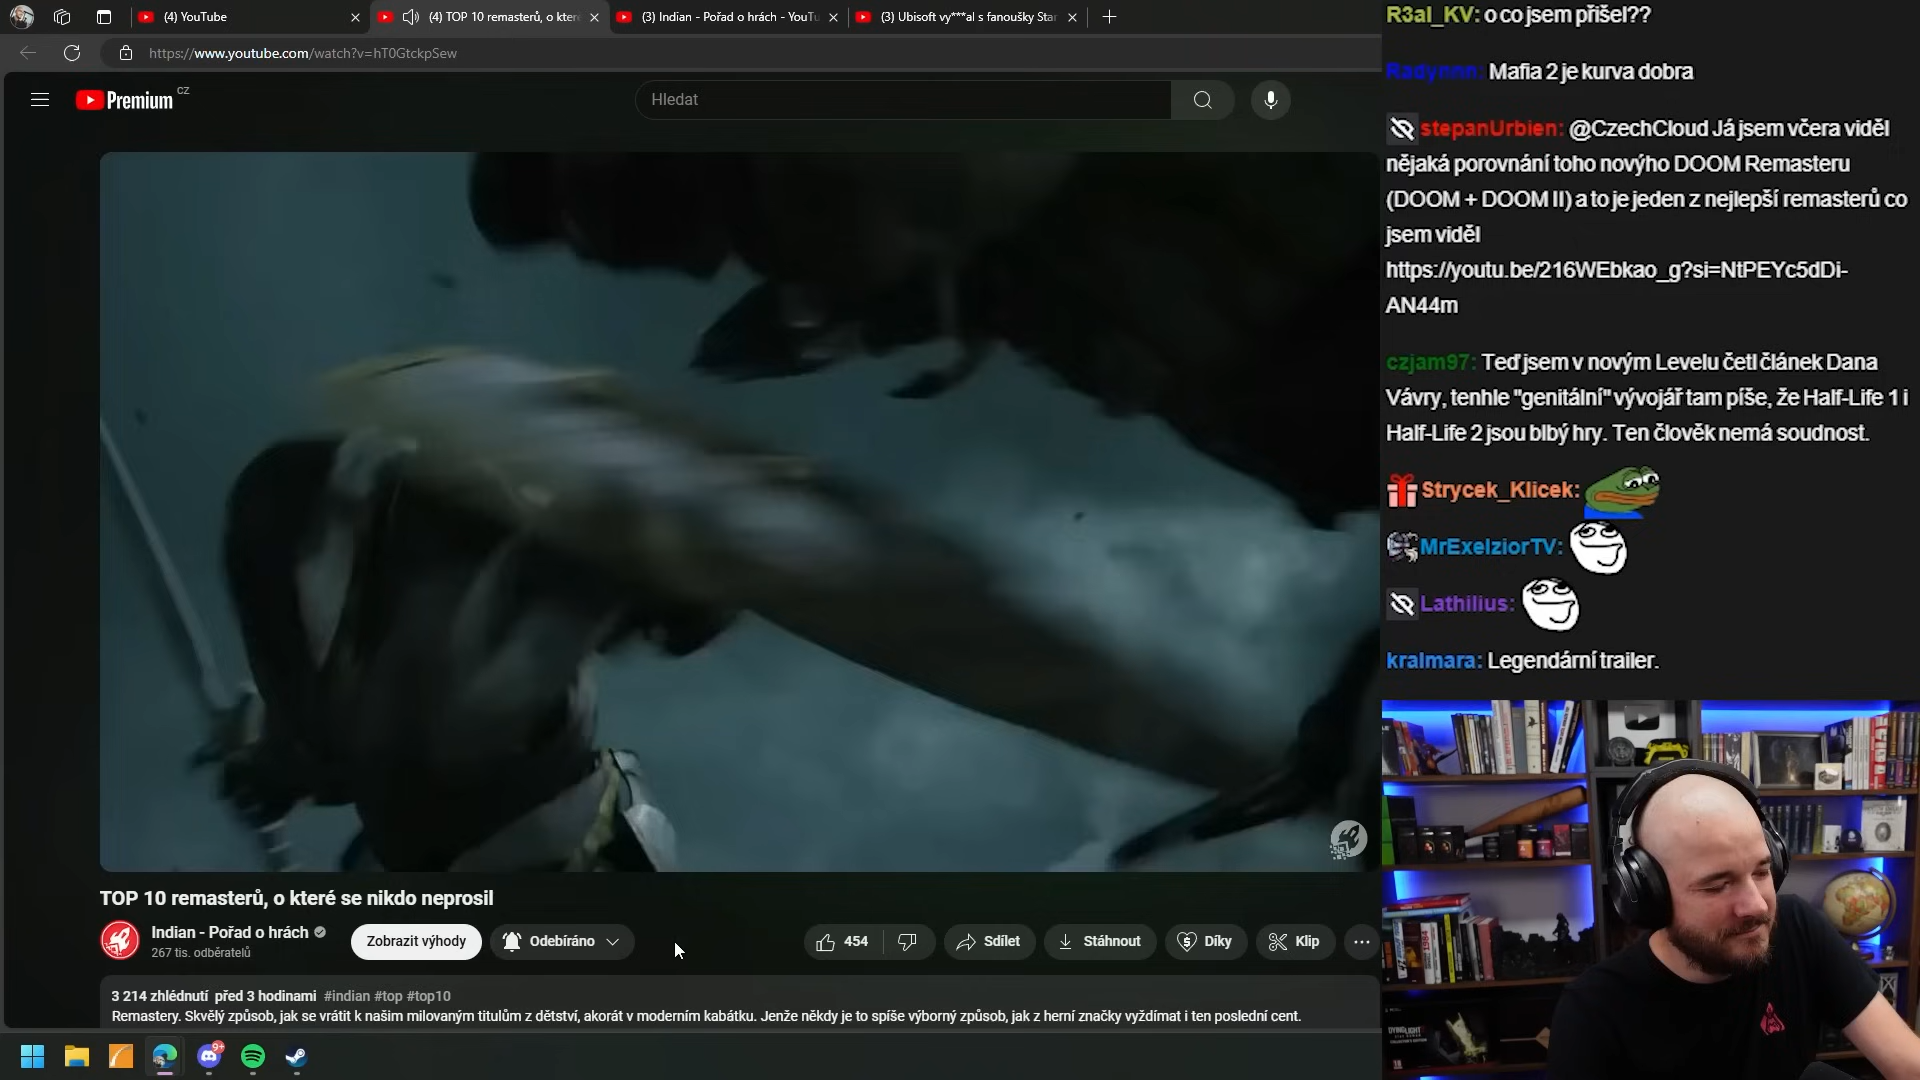 (4) YouTube
(4) TOP 10 remasterů, o kter
(3) Indian - Pořad o hrách - YouTu
(3) Ubisoft vy***al s fanoušky Star
https://www.youtube.com/watch?v=hT0GtckpSew
Premium CZ
Hledat
TOP 10 remasterů, o které se nikdo neprosil
Indian - Pořad o hrách
267 tis. odběratelů
Zobrazit výhody
Odebíráno
454
Sdílet
Stáhnout
Díky
Klip
3 214 zhlédnutí před 3 hodinami #indian #top #top10
Remastery. Skvělý způsob, jak se vrátit k našim milovaným titulům z dětství, akorát v moderním kabátku. Jenže někdy je to spíše výborný způsob, jak z herní značky vyždímat i ten poslední cent.
9+
R3al_KV: o co jsem přišel??
Radynnn: Mafia 2 je kurva dobra
stepanUrbien: @CzechCloud Já jsem včera viděl
nějaká porovnání toho novýho DOOM Remasteru
(DOOM + DOOM II) a to je jeden z nejlepší remasterů co
jsem viděl
https://youtu.be/216WEbkao_g?si=NtPEYc5dDi-
AN44m
czjam97: Teď jsem v novým Levelu četl článek Dana
Vávry, tenhle "genitální" vývojář tam píše, že Half-Life 1 i
Half-Life 2 jsou blbý hry. Ten člověk nemá soudnost.
Strycek_Klicek:
MrExelziorTV:
Lathilius:
kralmara: Legendární trailer.
1984
DYING LIGHT